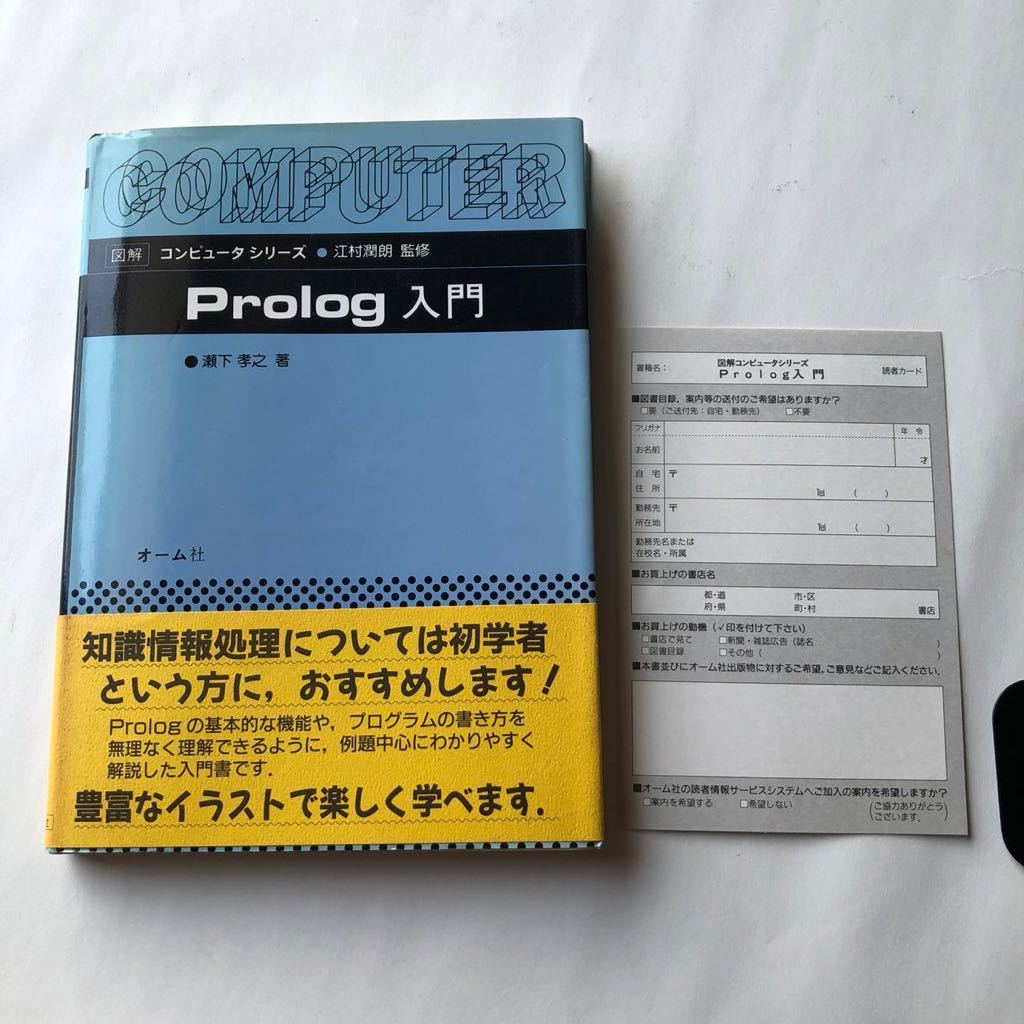 COMPUTER
図解 コンピュータ シリーズ ● 江村潤朗 監修
Prolog 入門
● 瀬下 孝之 著
オーム社
知識情報処理については初学者
という方に，おすすめします！
Prologの基本的な機能や，プログラムの書き方を
無理なく理解できるように，例題中心にわかりやすく
解説した入門書です．
豊富なイラストで楽しく学べます．
書籍名： 図解コンピュータシリーズ 読者カード
Prolog入門
■図書目録，案内等の送付のご希望はありますか？
□要（ご送付先：自宅・勤務先） □不要
フリガナ 年 令
お名前 才
自 宅 〒
住 所 Tel （ ）
勤務先 〒
所在地 Tel （ ）
勤務先名または
在校名・所属
■お買上げの書店名
都・道 市・区
府・県 町・村 書店
■お買上げの動機（✓印を付けて下さい）
□書店で見て □新聞・雑誌広告（誌名 ）
□図書目録 □その他（ ）
■本書並びにオーム社出版物に対するご希望，ご意見などご記入ください．
■オーム社の読者情報サービスシステムへご加入の案内を希望しますか？
□案内を希望する □希望しない （ご協力ありがとう
ございます．）